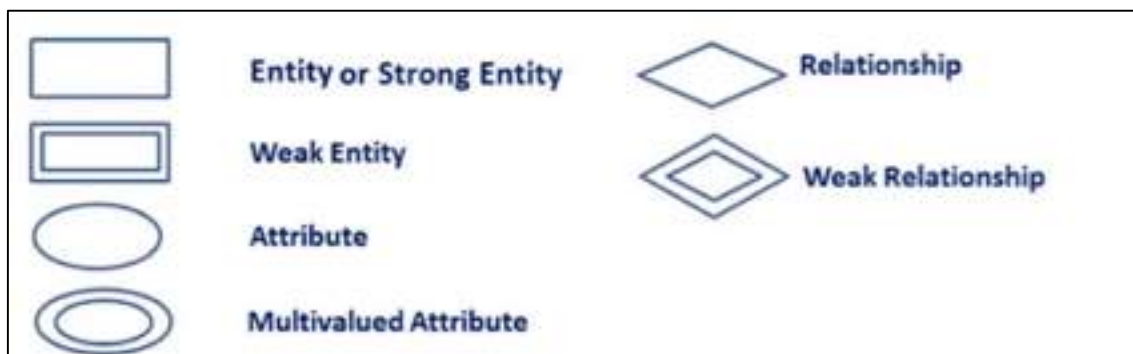 Entity or Strong Entity
Weak Entity
Attribute
Multivalued Attribute
Relationship
Weak Relationship